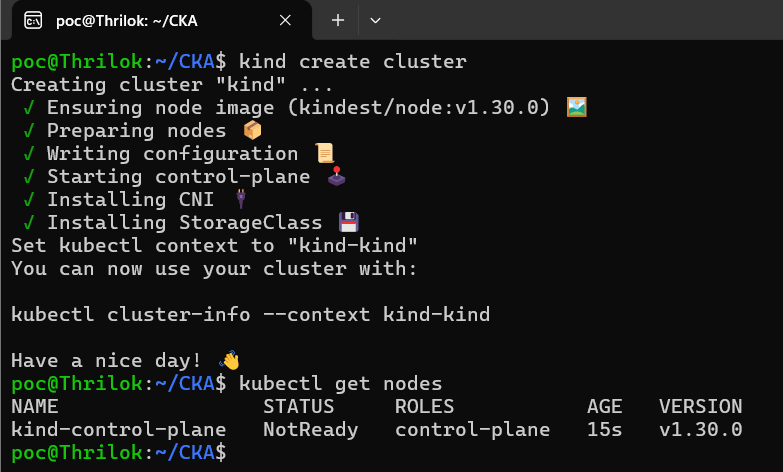 poc@Thrilok: ~/CKA
poc@Thrilok:~/CKA$ kind create cluster
Creating cluster "kind" ...
 ✓ Ensuring node image (kindest/node:v1.30.0) 🖼
 ✓ Preparing nodes 📦
 ✓ Writing configuration 📜
 ✓ Starting control-plane 🕹️
 ✓ Installing CNI 🔌
 ✓ Installing StorageClass 💾
Set kubectl context to "kind-kind"
You can now use your cluster with:

kubectl cluster-info --context kind-kind

Have a nice day! 👋
poc@Thrilok:~/CKA$ kubectl get nodes
NAME                 STATUS     ROLES           AGE   VERSION
kind-control-plane   NotReady   control-plane   15s   v1.30.0
poc@Thrilok:~/CKA$